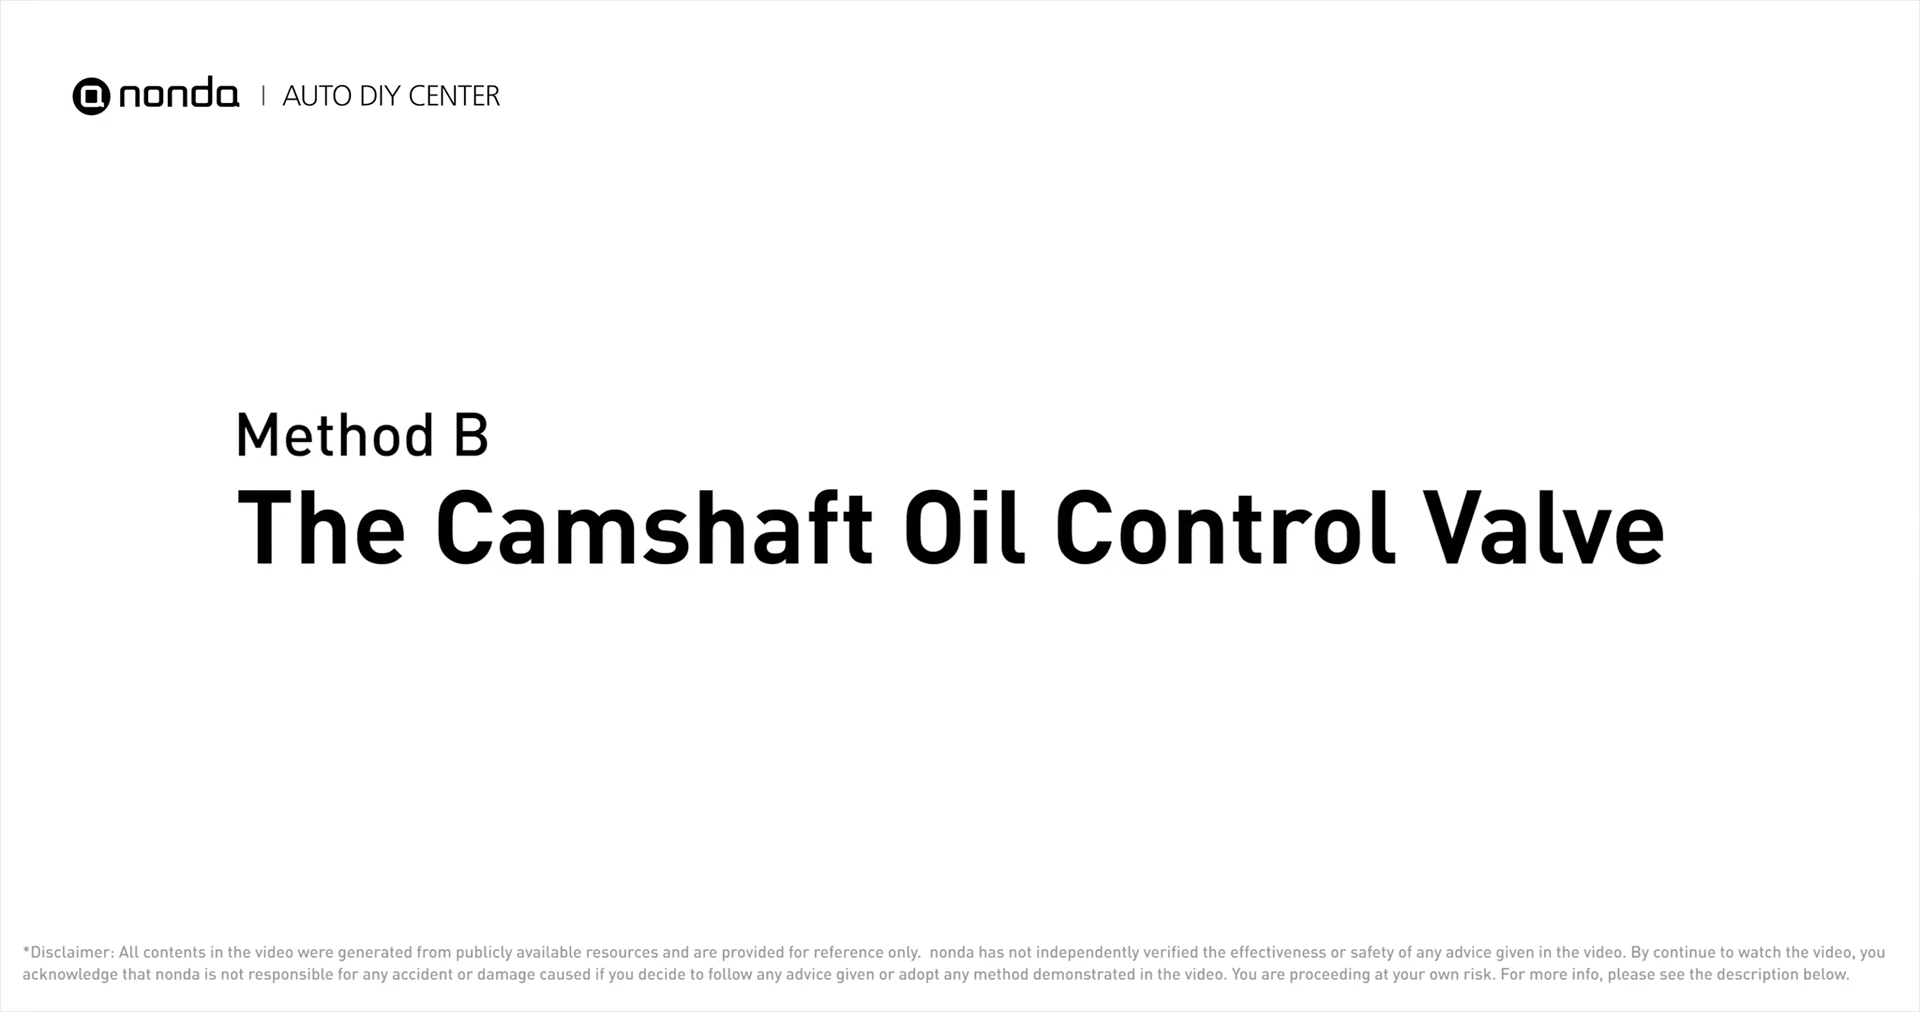 nonda | AUTO DIY CENTER
Method B
The Camshaft Oil Control Valve
*Disclaimer: All contents in the video were generated from publicly available resources and are provided for reference only.  nonda has not independently verified the effectiveness or safety of any advice given in the video. By continue to watch the video, you
acknowledge that nonda is not responsible for any accident or damage caused if you decide to follow any advice given or adopt any method demonstrated in the video. You are proceeding at your own risk. For more info, please see the description below.